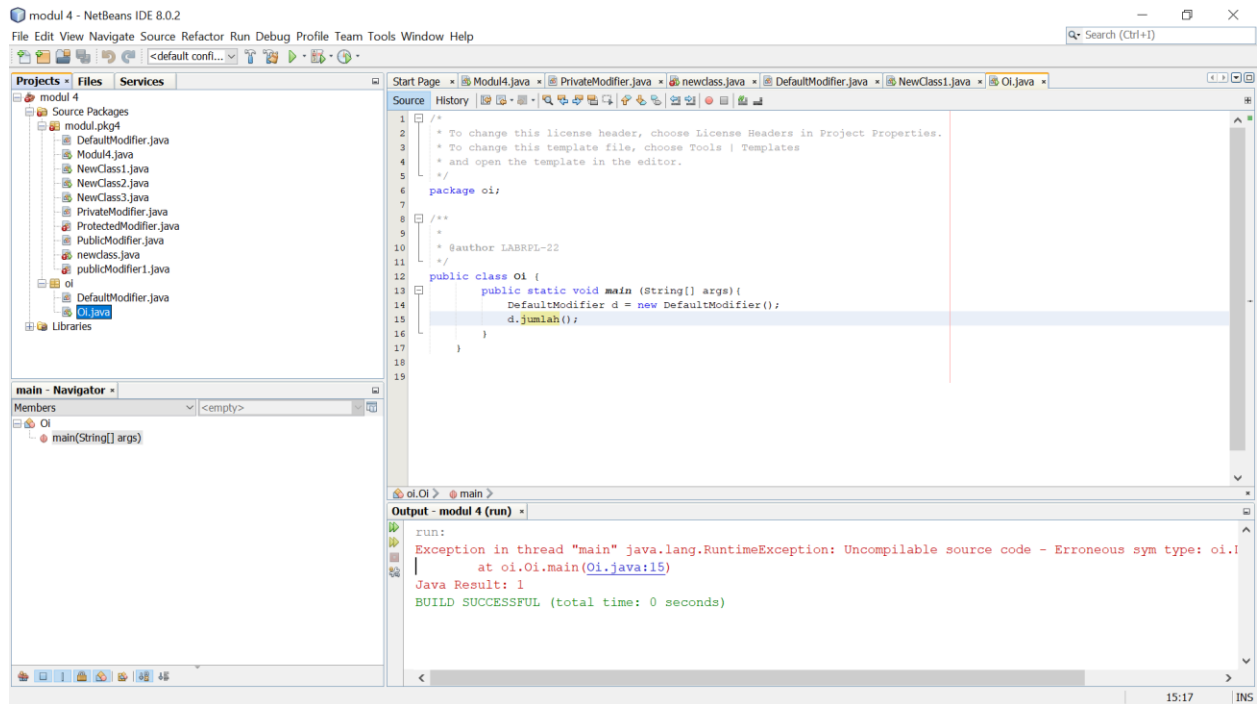 modul 4 - NetBeans IDE 8.0.2
File Edit View Navigate Source Refactor Run Debug Profile Team Tools Window Help
Search (Ctrl+I)
<default confi...
Projects × Files Services
modul 4
Source Packages
modul.pkg4
DefaultModifier.java
Modul4.java
NewClass1.java
NewClass2.java
NewClass3.java
PrivateModifier.java
ProtectedModifier.java
PublicModifier.java
newclass.java
publicModifier1.java
oi
DefaultModifier.java
Oi.java
Libraries
main - Navigator ×
Members <empty>
Oi
main(String[] args)
Start Page × Modul4.java × PrivateModifier.java × newclass.java × DefaultModifier.java × NewClass1.java × Oi.java ×
Source History
1 /*
2 * To change this license header, choose License Headers in Project Properties.
3 * To change this template file, choose Tools | Templates
4 * and open the template in the editor.
5 */
6 package oi;
7
8 /**
9 *
10 * @author LABRPL-22
11 */
12 public class Oi {
13 public static void main (String[] args){
14 DefaultModifier d = new DefaultModifier();
15 d.jumlah();
16 }
17 }
18
19
oi.Oi > main >
Output - modul 4 (run) ×
run:
Exception in thread "main" java.lang.RuntimeException: Uncompilable source code - Erroneous sym type: oi.
at oi.Oi.main(Oi.java:15)
Java Result: 1
BUILD SUCCESSFUL (total time: 0 seconds)
15:17 INS